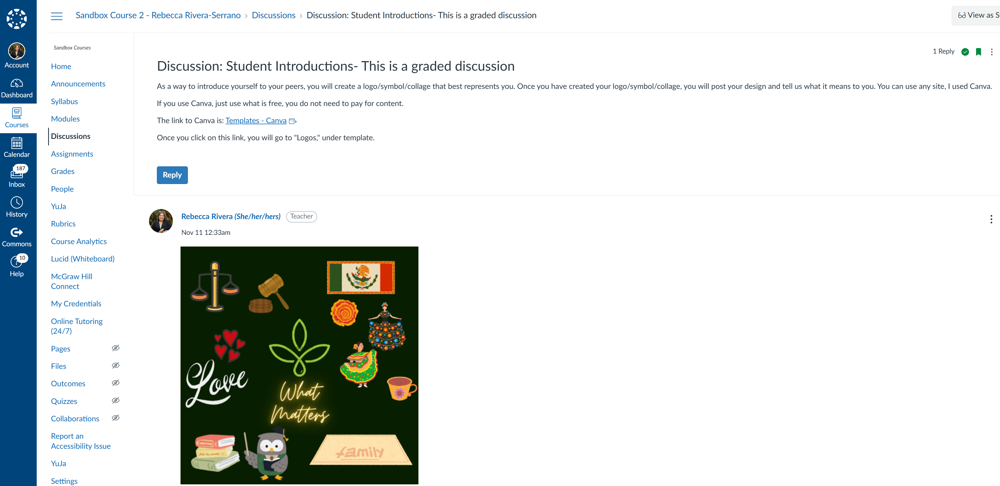 Sandbox Course 2 - Rebecca Rivera-Serrano > Discussions > Discussion: Student Introductions- This is a graded discussion
View as S
Account
Dashboard
Courses
Calendar
187
Inbox
History
Commons
10
Help
Sandbox Courses
Home
Announcements
Syllabus
Modules
Discussions
Assignments
Grades
People
YuJa
Rubrics
Course Analytics
Lucid (Whiteboard)
McGraw Hill
Connect
My Credentials
Online Tutoring
(24/7)
Pages
Files
Outcomes
Quizzes
Collaborations
Report an
Accessibility Issue
YuJa
Settings
1 Reply
Discussion: Student Introductions- This is a graded discussion
As a way to introduce yourself to your peers, you will create a logo/symbol/collage that best represents you. Once you have created your logo/symbol/collage, you will post your design and tell us what it means to you. You can use any site, I used Canva.
If you use Canva, just use what is free, you do not need to pay for content.
The link to Canva is: Templates - Canva
Once you click on this link, you will go to "Logos," under template.
Reply
Rebecca Rivera (She/her/hers) Teacher
Nov 11 12:33am
Love
What
Matters
family